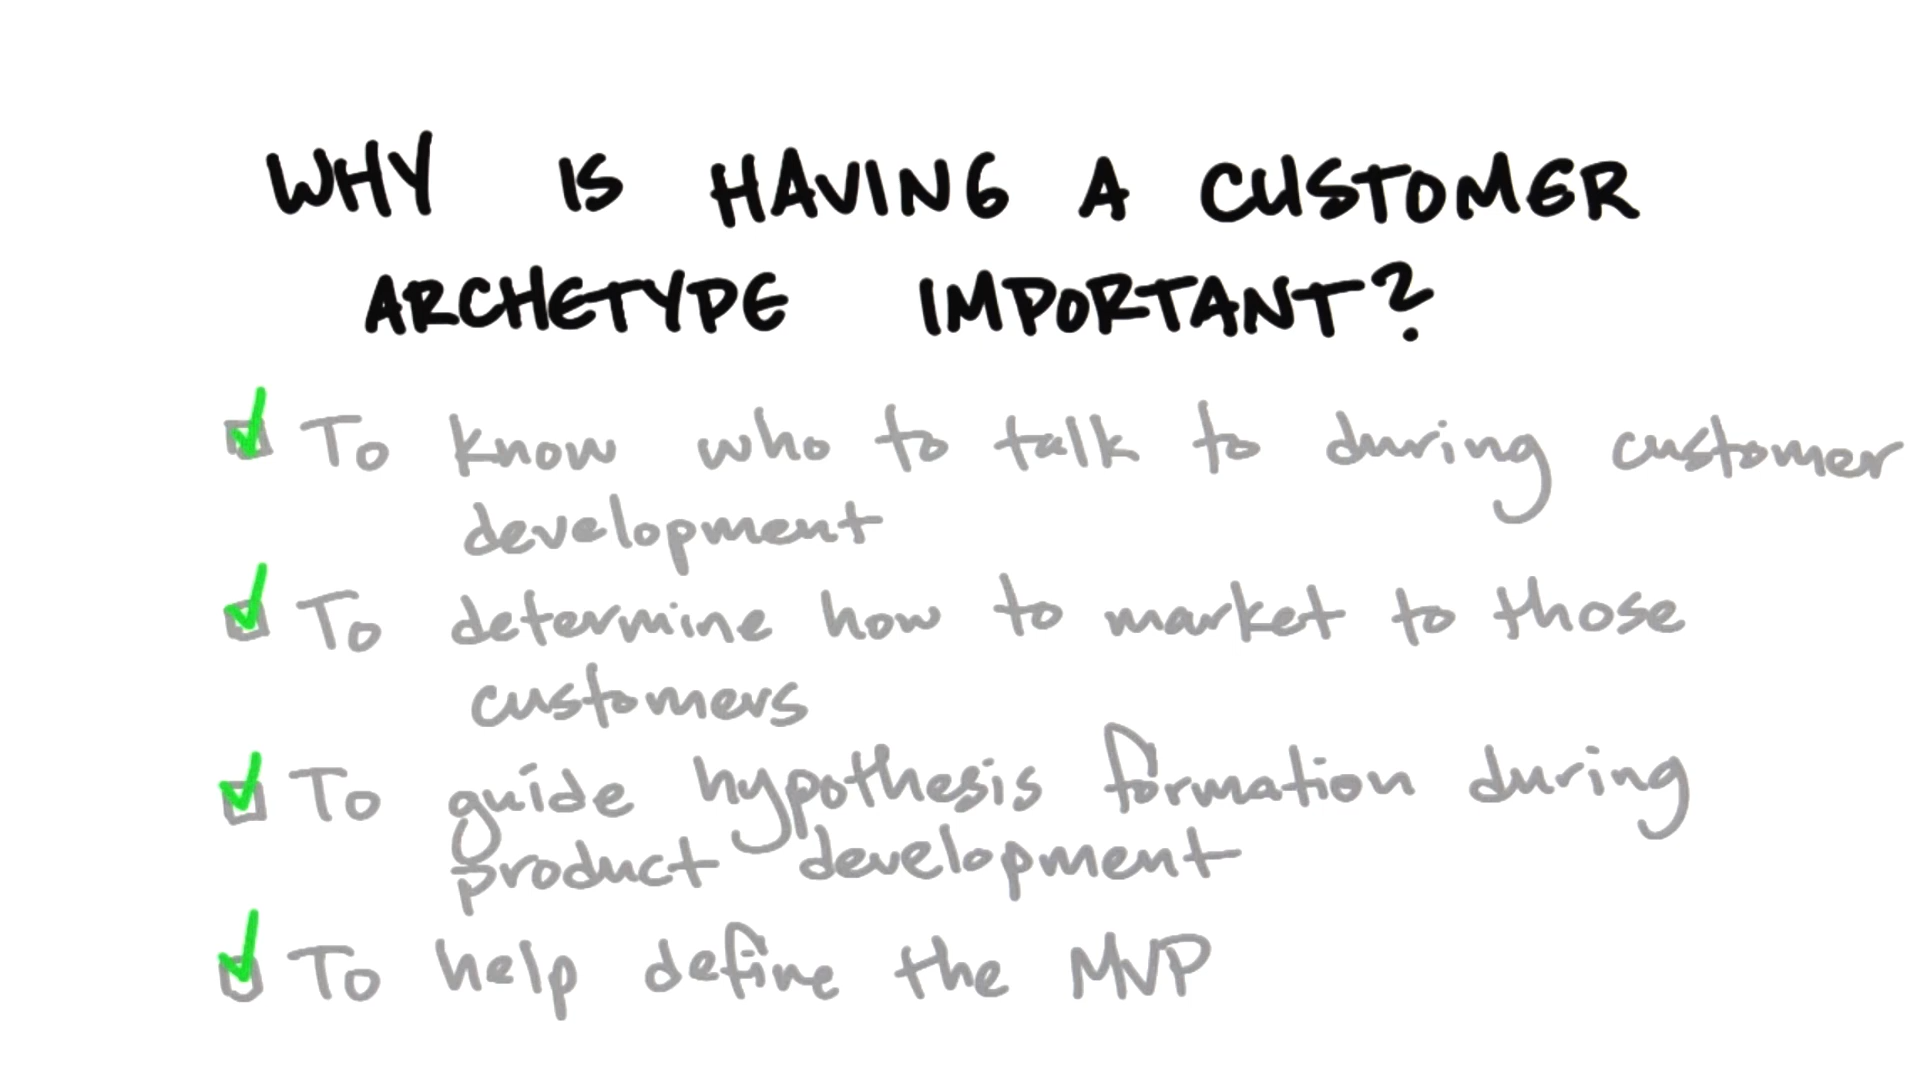 WHY IS HAVING A CUSTOMER
ARCHETYPE IMPORTANT?
To know who to talk to during customer
development
To determine how to market to those
customers
To guide hypothesis formation during
product development
To help define the MVP